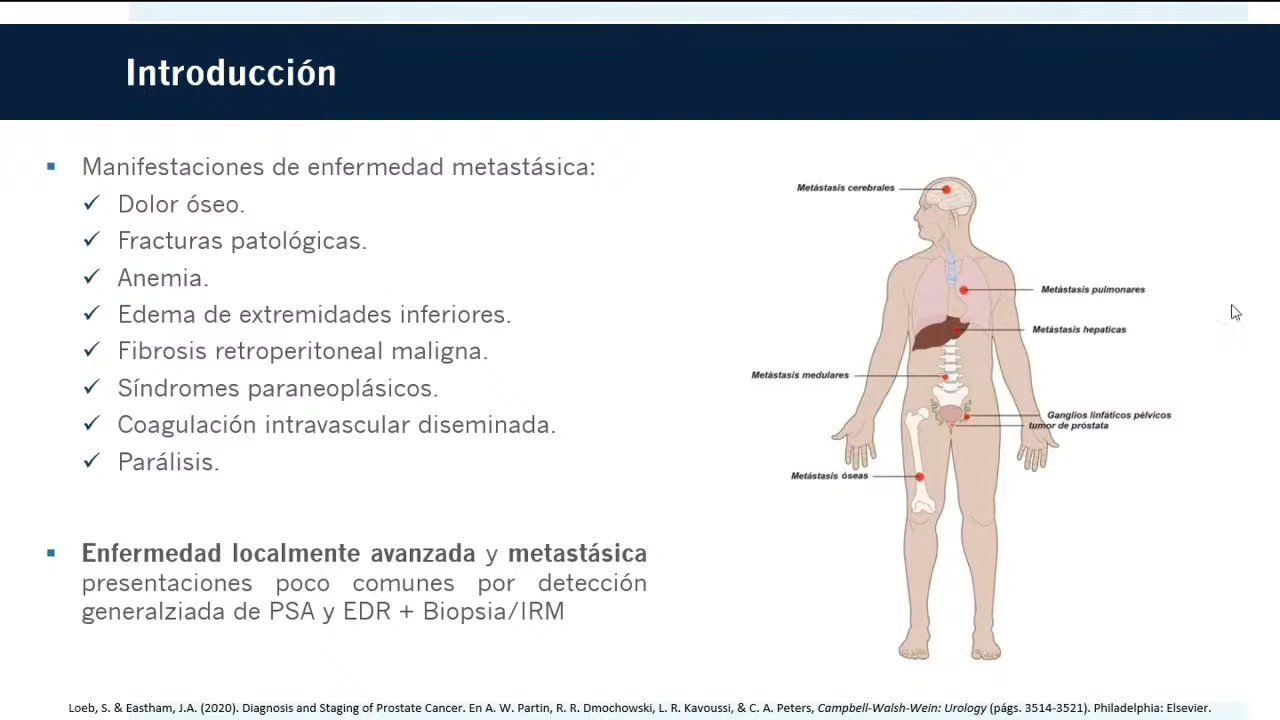 Introducción
Manifestaciones de enfermedad metastásica:
Dolor óseo.
Fracturas patológicas.
Anemia.
Edema de extremidades inferiores.
Fibrosis retroperitoneal maligna.
Síndromes paraneoplásicos.
Coagulación intravascular diseminada.
Parálisis.
Enfermedad localmente avanzada y metastásica
presentaciones poco comunes por detección
generalziada de PSA y EDR + Biopsia/IRM
Metástasis cerebrales
Metástasis pulmonares
Metástasis hepaticas
Metástasis medulares
Ganglios linfáticos pélvicos
tumor de próstata
Metástasis óseas
Loeb, S. & Eastham, J.A. (2020). Diagnosis and Staging of Prostate Cancer. En A. W. Partin, R. R. Dmochowski, L. R. Kavoussi, & C. A. Peters, Campbell-Walsh-Wein: Urology (págs. 3514-3521). Philadelphia: Elsevier.